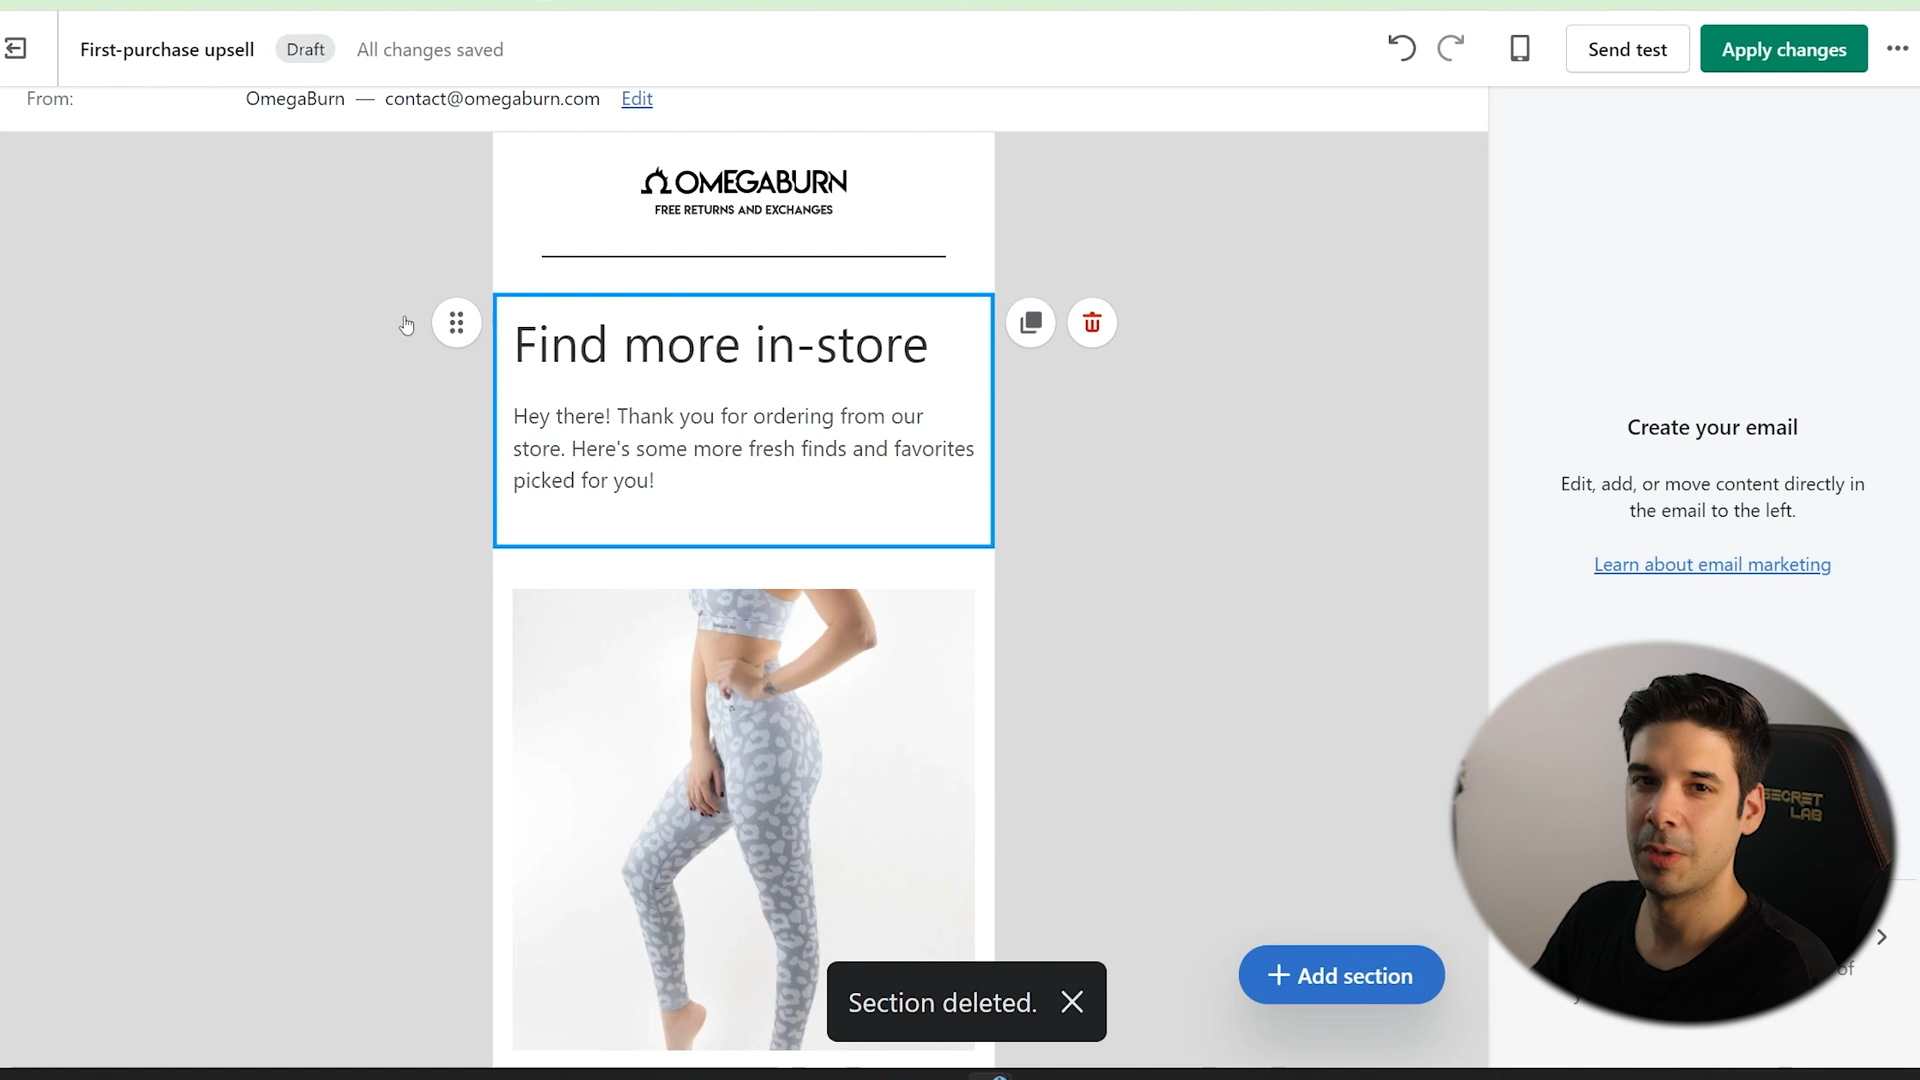 First-purchase upsell Draft All changes saved Send test Apply changes
From: OmegaBurn — contact@omegaburn.com Edit
OMEGABURN
FREE RETURNS AND EXCHANGES
Find more in-store
Hey there! Thank you for ordering from our
store. Here's some more fresh finds and favorites
picked for you!
Create your email
Edit, add, or move content directly in
the email to the left.
Learn about email marketing
SECRET
LAB
+ Add section
of
Section deleted.